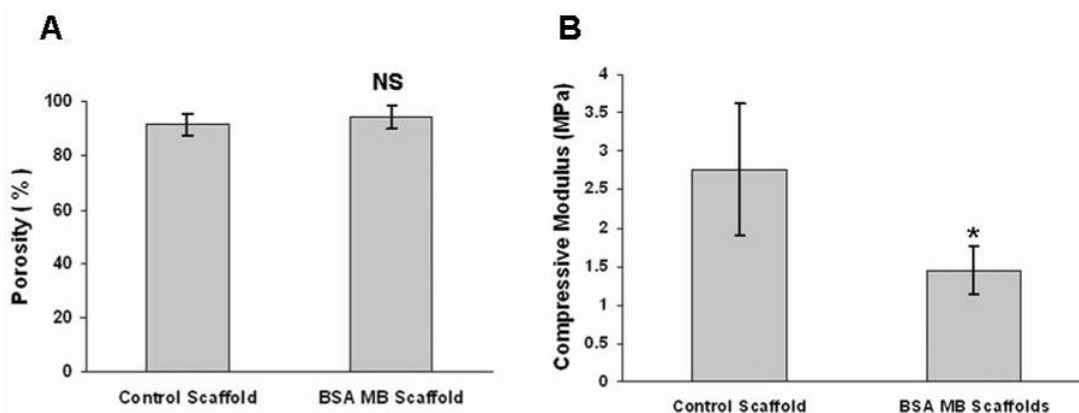 A
NS
100
80
60
40
20
0
Porosity ( % )
Control Scaffold
BSA MB Scaffold
B
4
3.5
3
2.5
2
1.5
1
0.5
0
Compressive Modulus (MPa)
*
Control Scaffold
BSA MB Scaffolds